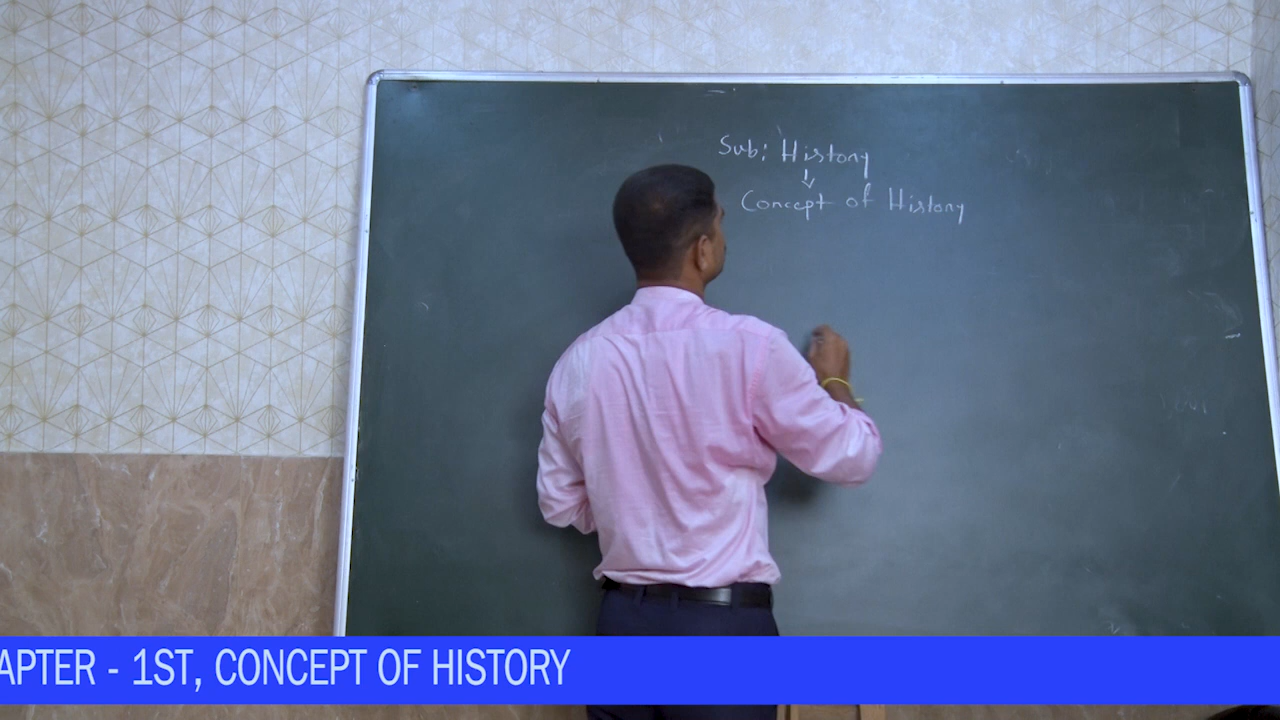 Sub: History
Concept of History
APTER - 1ST, CONCEPT OF HISTORY